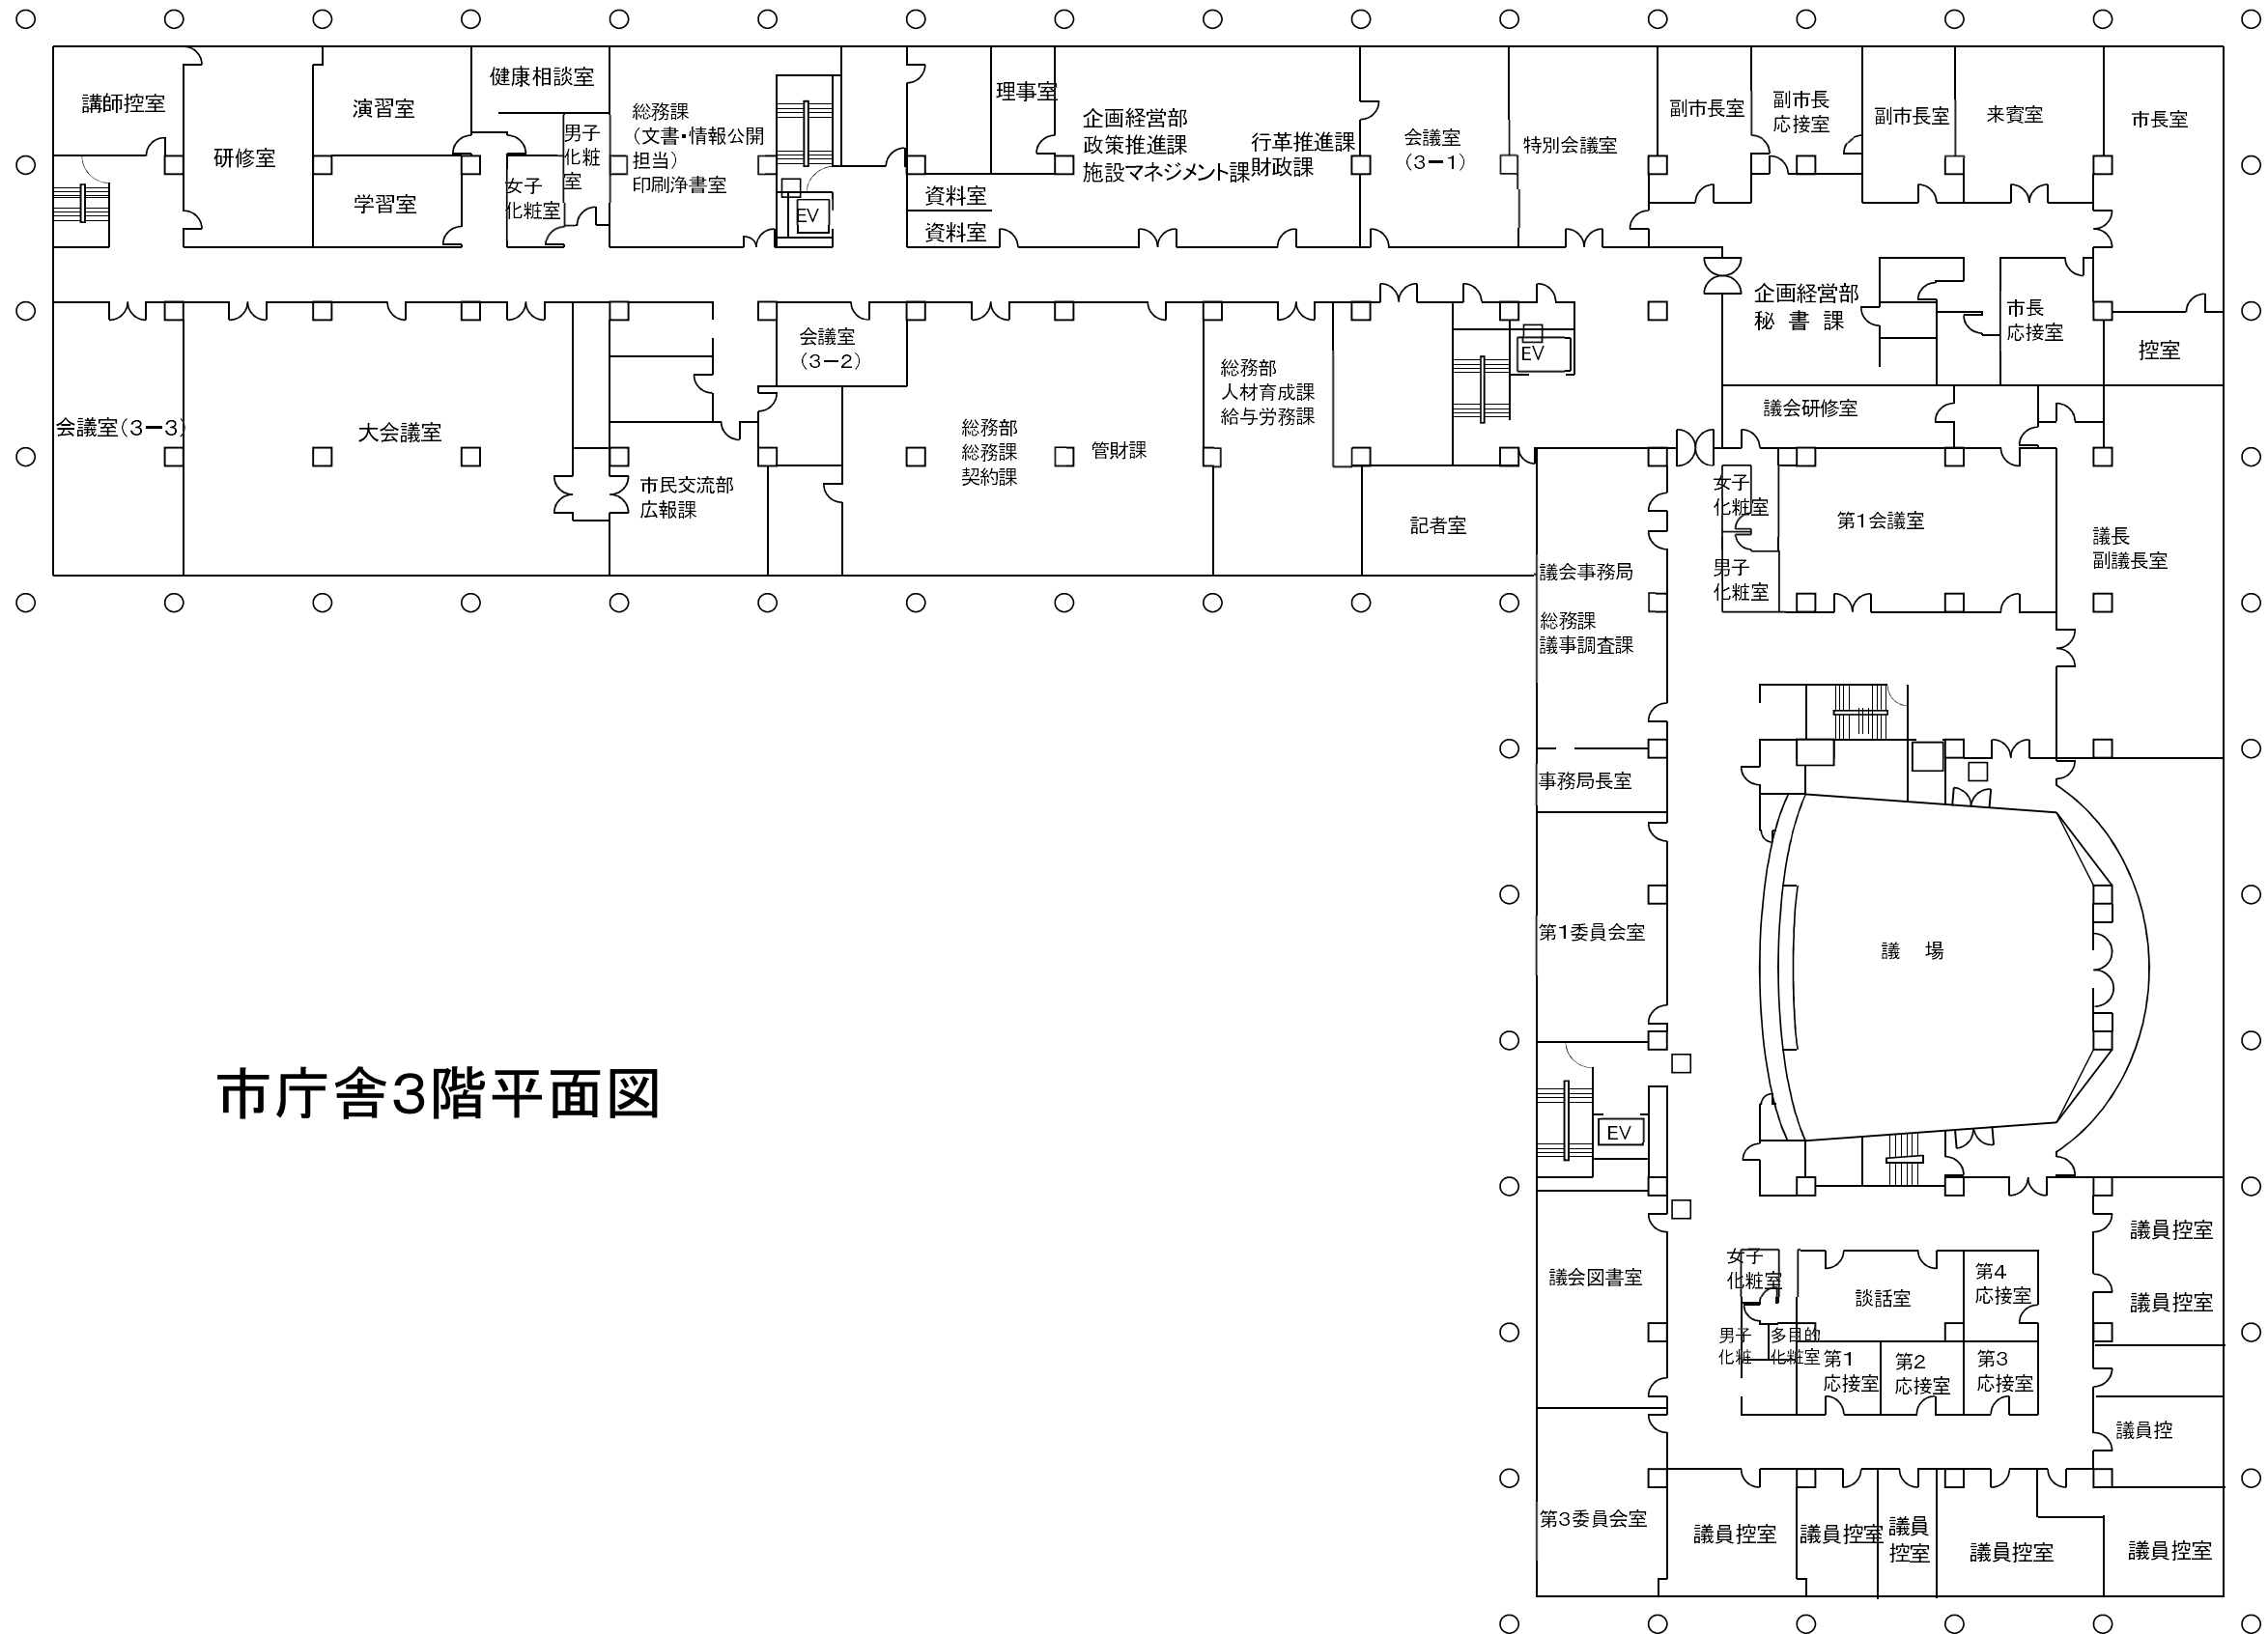 講師控室
研修室
演習室
学習室
健康相談室
男子
化粧
室
女子
化粧室
総務課
（文書・情報公開
担当）
印刷浄書室
EV
理事室
資料室
資料室
企画経営部
政策推進課
施設マネジメント課
行革推進課
財政課
会議室
（3－1）
特別会議室
副市長室
副市長
応接室
副市長室
来賓室
市長室
企画経営部
秘 書 課
市長
応接室
控室
議会研修室
会議室（3－3）
大会議室
市民交流部
広報課
会議室
（3－2）
総務部
総務課
契約課
管財課
総務部
人材育成課
給与労務課
EV
記者室
女子
化粧室
男子
化粧室
第1会議室
議長
副議長室
議会事務局
総務課
議事調査課
事務局長室
第1委員会室
議 場
市庁舎3階平面図
EV
議会図書室
女子
化粧室
男子
化粧
多目的
化粧室
談話室
第4
応接室
第1
応接室
第2
応接室
第3
応接室
議員控室
議員控室
議員控
第3委員会室
議員控室
議員控室
議員
控室
議員控室
議員控室